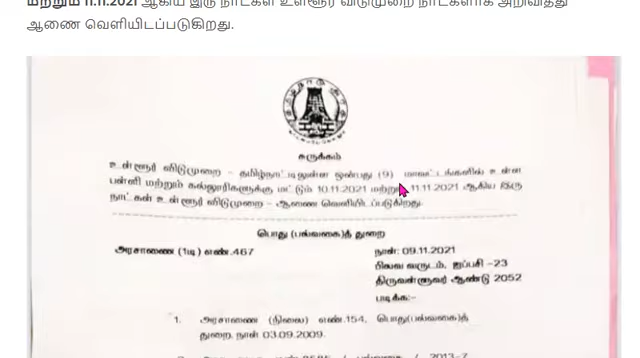 மற்றும் 11.11.2021 ஆகிய இரு நாட்கள் உள்ளூர் விடுமுறை நாட்களாக அறிவித்து
ஆணை வெளியிடப்படுகிறது.
சுருக்கம்
உள்ளூர் விடுமுறை - தமிழ்நாட்டிலுள்ள ஒன்பது (9) மாவட்டங்களில் உள்ள
பள்ளி மற்றும் கல்லூரிகளுக்கு மட்டும் 10.11.2021 மற்றும் 11.11.2021 ஆகிய இரு
நாட்கள் உள்ளூர் விடுமுறை - ஆணை வெளியிடப்படுகிறது.
பொது (பல்வகை)த் துறை
அரசாணை (1டி) எண்.467
நாள்: 09.11.2021
பிலவ வருடம், ஐப்பசி -23
திருவள்ளுவர் ஆண்டு 2052
படிக்க:-
1. அரசாணை (நிலை) எண்.154, பொது(பல்வகை)த்
துறை, நாள் 03.09.2009.